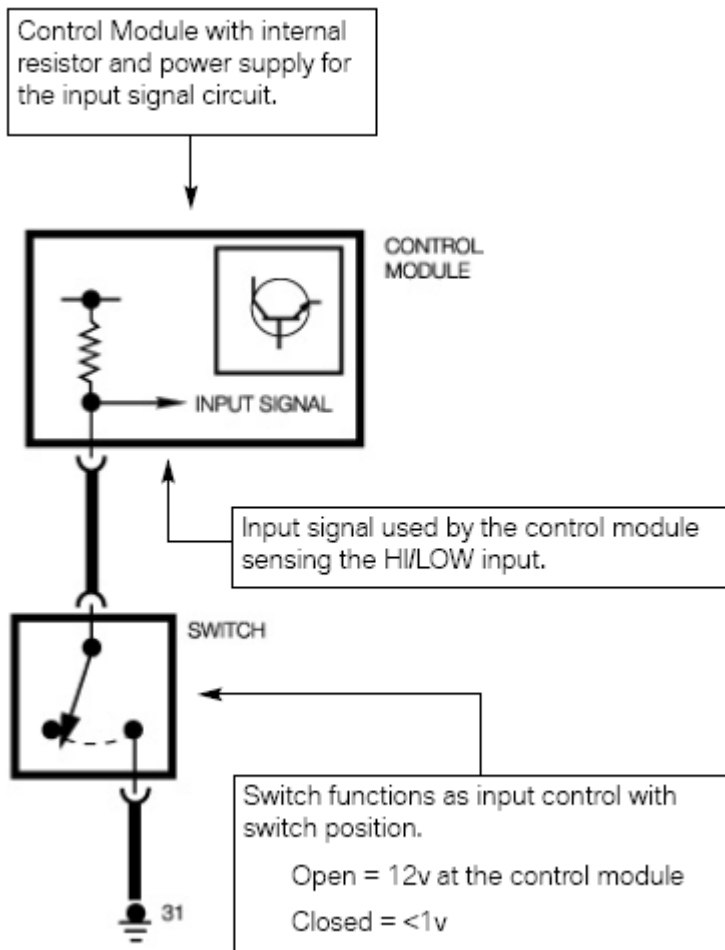 Control Module with internal
resistor and power supply for
the input signal circuit.
CONTROL
MODULE
INPUT SIGNAL
Input signal used by the control module
sensing the HI/LOW input.
SWITCH
Switch functions as input control with
switch position.
Open = 12v at the control module
Closed = <1v
31